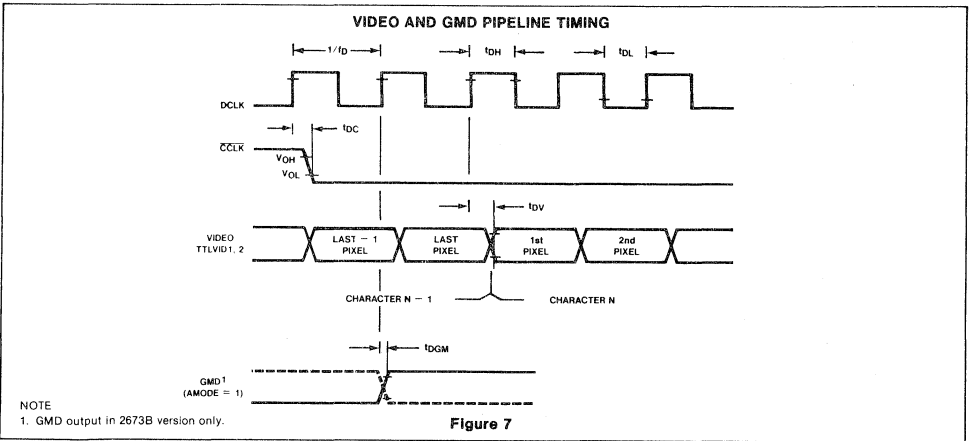 VIDEO AND GMD PIPELINE TIMING
1/fD
tDH
tDL
DCLK
tDC
CCLK
VOH
VOL
tDV
VIDEO
TTLVID1, 2
LAST − 1
PIXEL
LAST
PIXEL
1st
PIXEL
2nd
PIXEL
CHARACTER N − 1
CHARACTER N
tDGM
GMD1
(AMODE = 1)
NOTE
1. GMD output in 2673B version only.
Figure 7